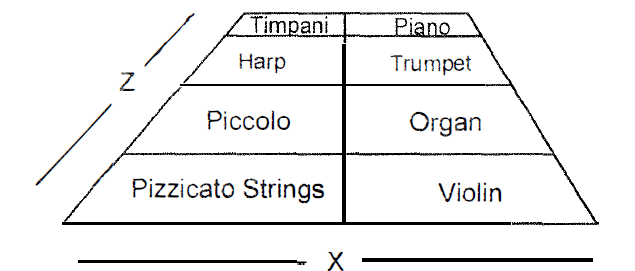 Timpani Piano
Harp Trumpet
Z
Piccolo Organ
Pizzicato Strings Violin
X